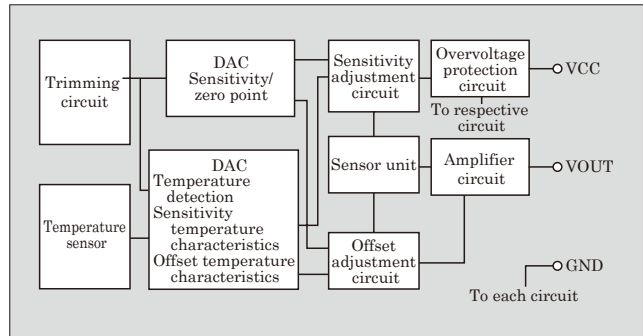 Trimming
circuit
DAC
Sensitivity/
zero point
Sensitivity
adjustment
circuit
Overvoltage
protection
circuit
VCC
To respective
circuit
Sensor unit
Amplifier
circuit
VOUT
Temperature
sensor
DAC
Temperature
detection
Sensitivity
temperature
characteristics
Offset temperature
characteristics
Offset
adjustment
circuit
GND
To each circuit